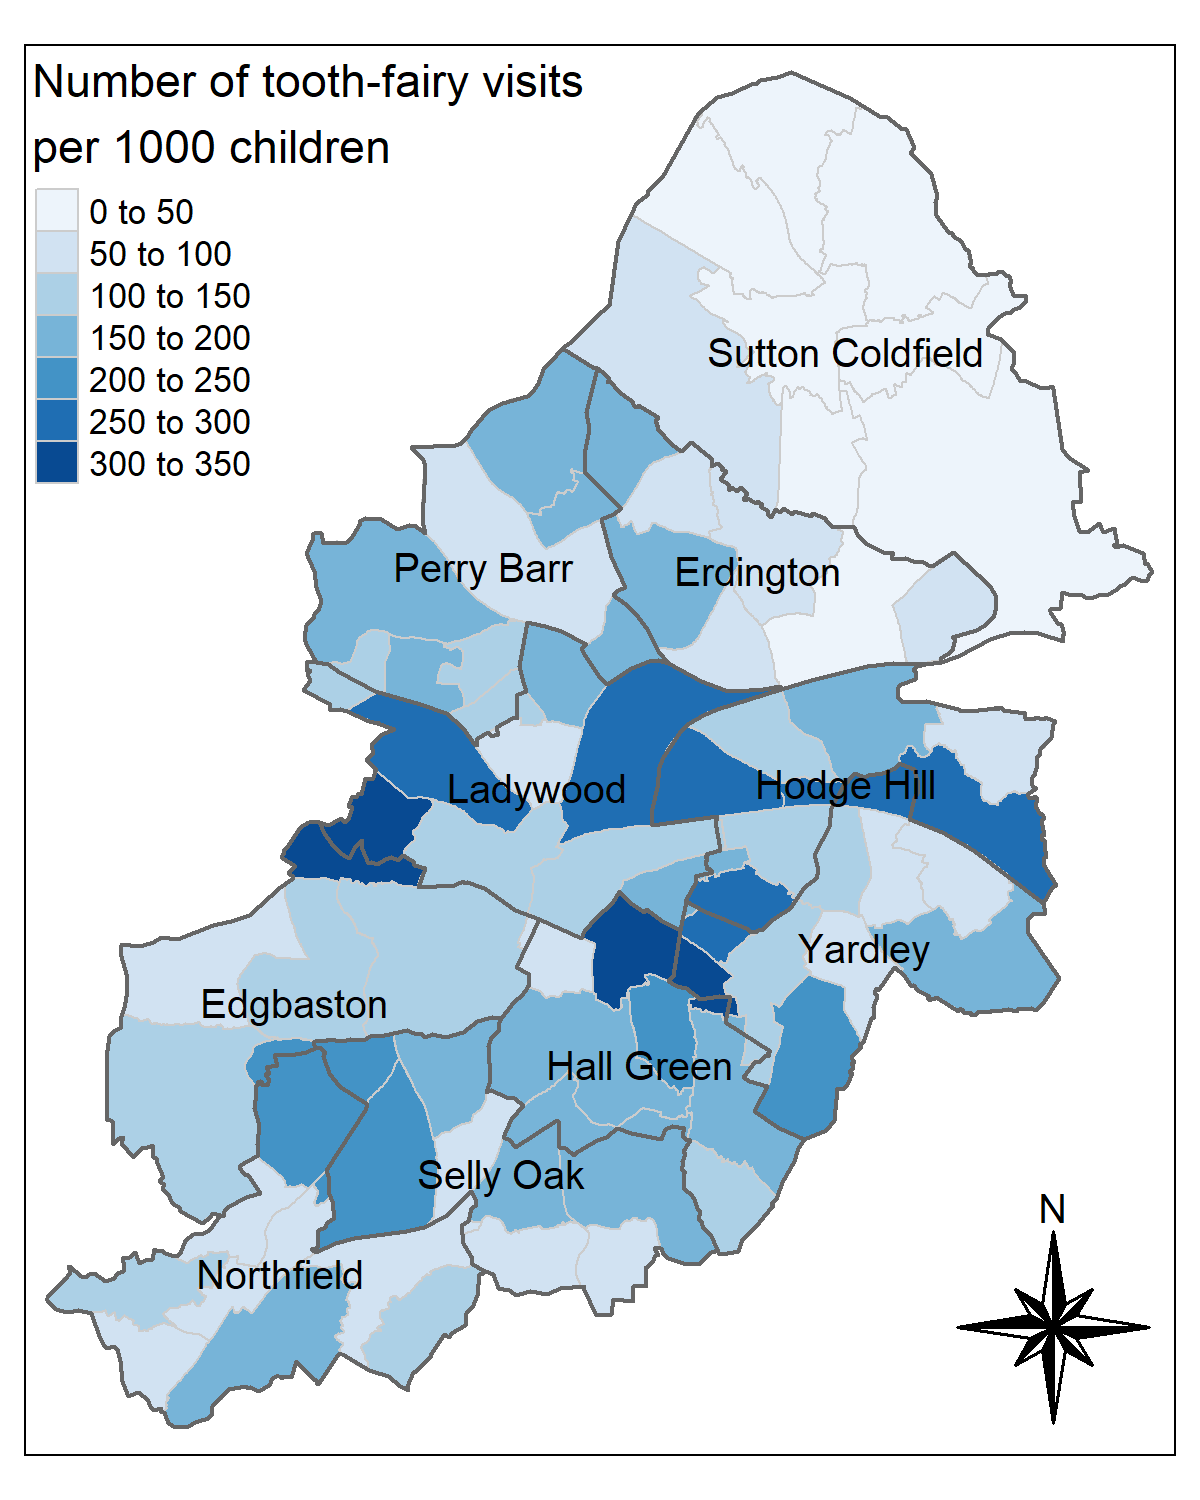 Number of tooth-fairy visits
per 1000 children
0 to 50
50 to 100
100 to 150
150 to 200
200 to 250
250 to 300
300 to 350
Sutton Coldfield
Perry Barr
Erdington
Ladywood
Hodge Hill
Yardley
Edgbaston
Hall Green
Selly Oak
Northfield
N